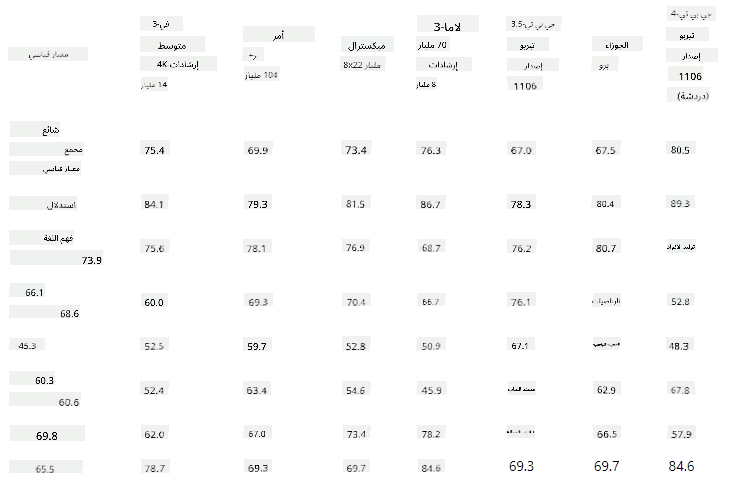 في-3
متوسط
إرشادات 4K
14 مليار
أمر
ر+
104 مليار
ميكسترال
8x22 مليار
لاما-3
70 مليار
إرشادات
8 مليار
جي بي تي-3.5
تيربو
إصدار
1106
الجوزاء
برو
جي بي تي-4
تيربو
إصدار
1106
(دردشة)
معيار قياسي
شائع
مجمع
معيار قياسي
75.4 69.9 73.4 76.3 67.0 67.5 80.5
استدلال 84.1 79.3 81.5 86.7 78.3 80.4 89.3
فهم اللغة
73.9
75.6 78.1 76.9 68.7 76.2 80.7
66.1
68.6
60.0 69.3 70.4 66.7 76.1 الرياضيات 52.8
45.3 52.5 59.7 52.8 50.9 67.1 48.3
60.3
60.6
52.4 63.4 54.6 45.9 62.9 67.8
69.8 62.0 67.0 73.4 78.2 66.5 57.9
65.5 78.7 69.3 69.7 84.6 69.3 69.7 84.6